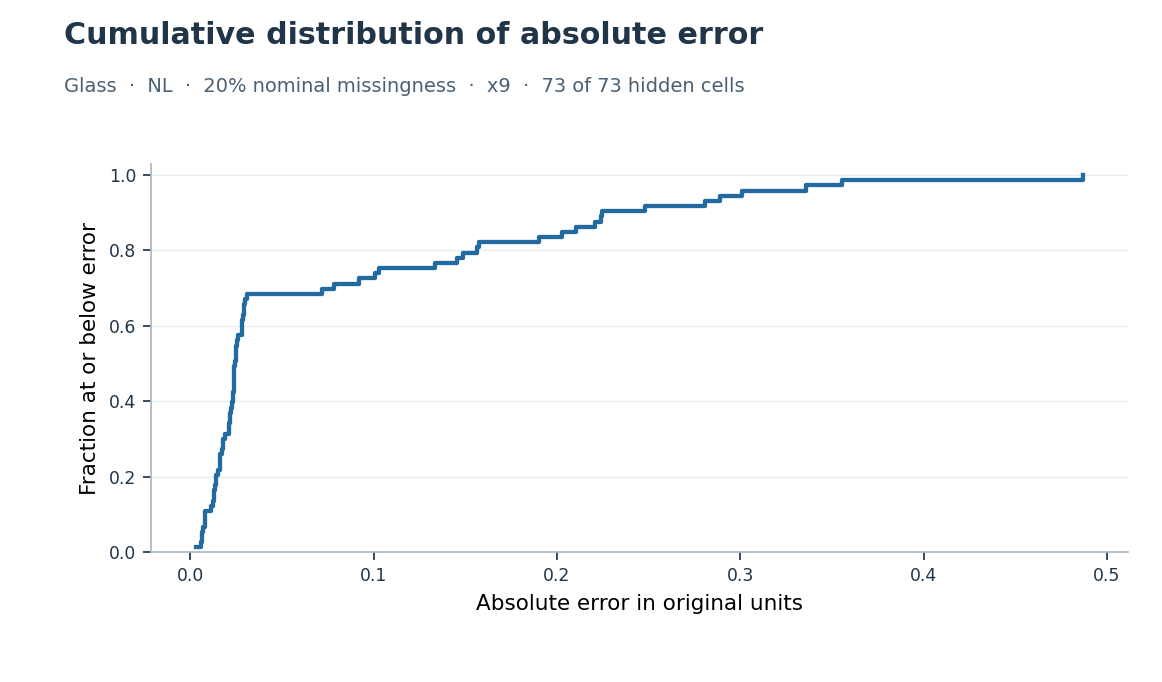 Cumulative distribution of absolute error
Glass · NL · 20% nominal missingness · x9 · 73 of 73 hidden cells
Fraction at or below error
1.0
0.8
0.6
0.4
0.2
0.0
0.0 0.1 0.2 0.3 0.4 0.5
Absolute error in original units